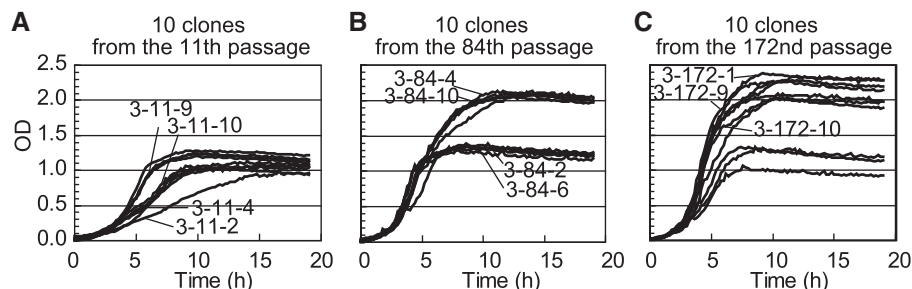 A
10 clones
from the 11th passage
B
10 clones
from the 84th passage
C
10 clones
from the 172nd passage
OD
2.5
2.0
1.5
1.0
0.5
0.0
3-11-9
3-11-10
3-11-4
3-11-2
0 5 10 15 20
Time (h)
3-84-4
3-84-10
3-84-2
3-84-6
0 5 10 15 20
Time (h)
3-172-1
3-172-9
3-172-10
0 5 10 15 20
Time (h)